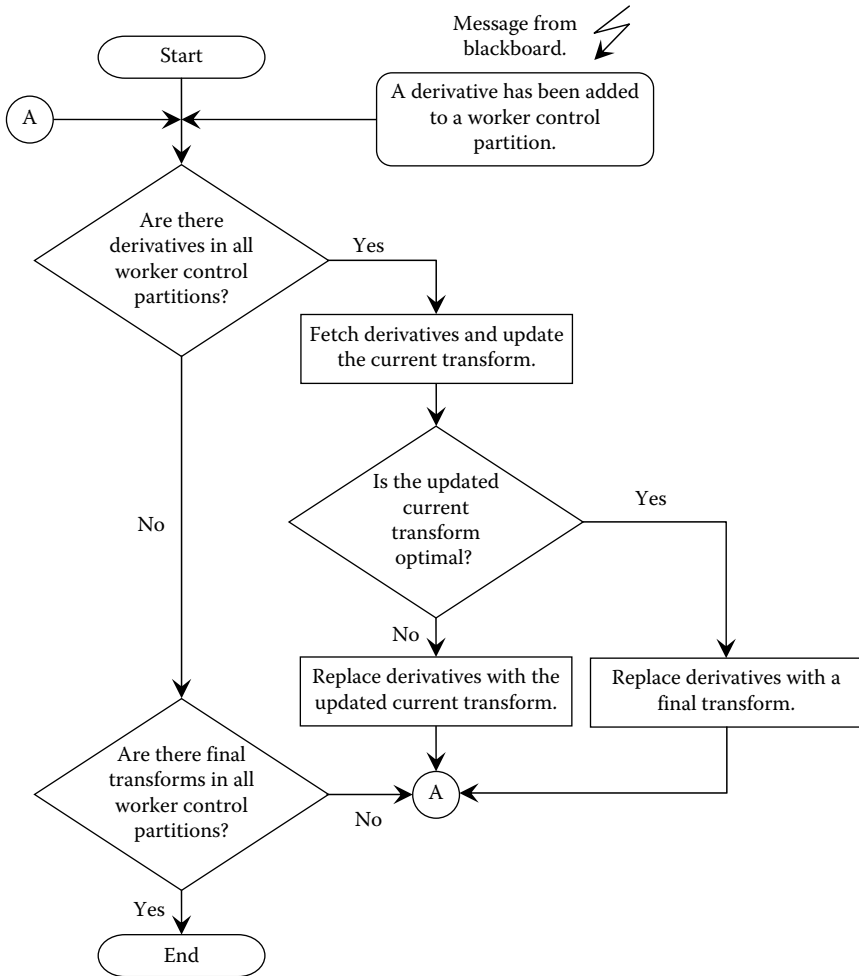 Message from
blackboard.
Start
A
A derivative has been added
to a worker control
partition.
Are there
derivatives in all
worker control
partitions?
Yes
Fetch derivatives and update
the current transform.
Is the updated
current
transform
optimal?
Yes
No
No
Replace derivatives with the
updated current transform.
Replace derivatives with a
final transform.
Are there final
transforms in all
worker control
partitions?
No
A
Yes
End